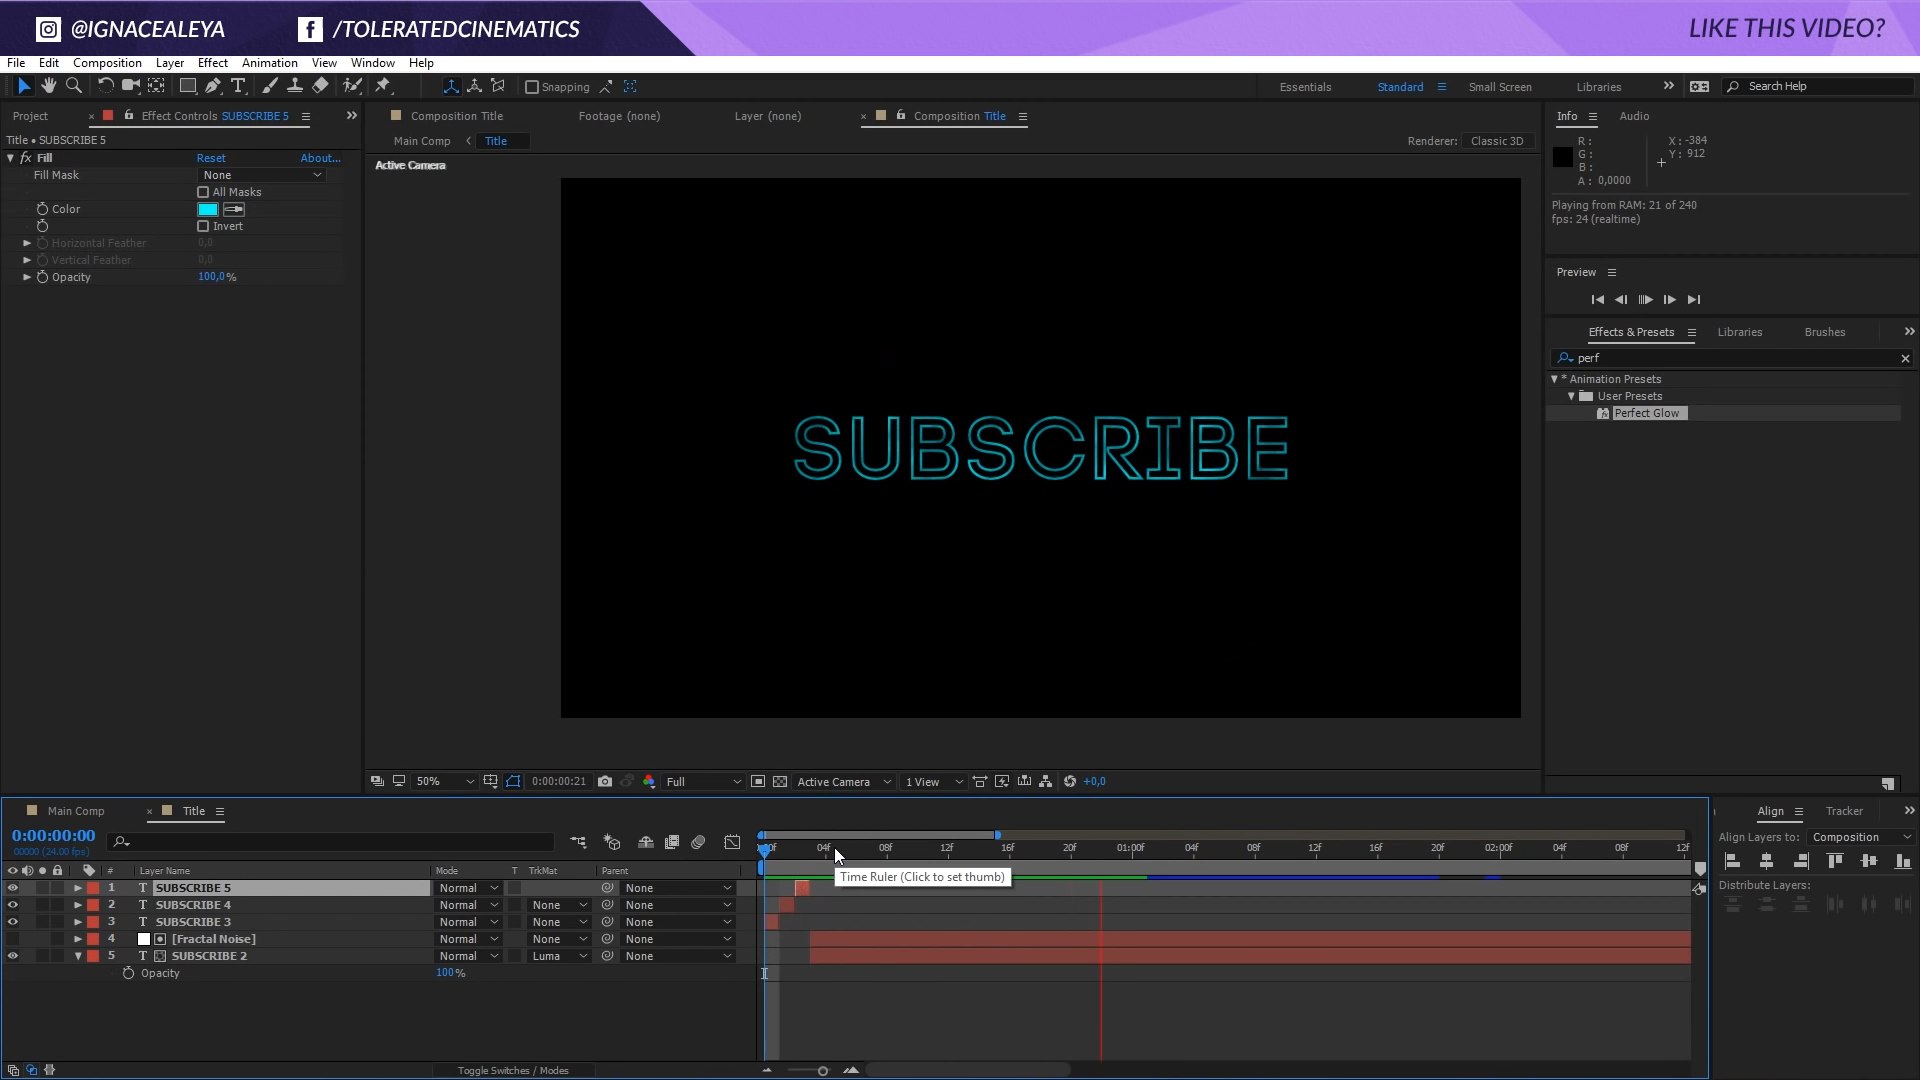 @IGNACEALEYA
/TOLERATEDCINEMATICS
LIKE THIS VIDEO?
File Edit Composition Layer Effect Animation View Window Help
Snapping
Essentials Standard Small Screen Libraries
Search Help
Project
Effect Controls SUBSCRIBE 5
Title • SUBSCRIBE 5
fx Fill Reset About...
Fill Mask None
All Masks
Color
Invert
Horizontal Feather 0,0
Vertical Feather 0,0
Opacity 100,0%
Composition Title
Footage (none)
Layer (none)
Composition Title
Main Comp Title
Renderer: Classic 3D
Active Camera
SUBSCRIBE
50% 0:00:00:21 Full Active Camera 1 View +0,0
Info Audio
R:
G:
B:
A: 0,0000
X: -384
Y: 912
Playing from RAM: 21 of 240
fps: 24 (realtime)
Preview
Effects & Presets Libraries Brushes
perf
* Animation Presets
User Presets
Perfect Glow
Main Comp Title
0:00:00:00
00000 (24.00 fps)
# Layer Name Mode T TrkMat Parent
1 T SUBSCRIBE 5 Normal None
2 T SUBSCRIBE 4 Normal None None
3 T SUBSCRIBE 3 Normal None None
4 [Fractal Noise] Normal None None
5 T SUBSCRIBE 2 Normal Luma None
Opacity 100%
04f 08f 12f 16f 20f 01:00f 04f 08f 12f 16f 20f 02:00f 04f 08f 12f
Time Ruler (Click to set thumb)
Toggle Switches / Modes
Align Tracker
Align Layers to: Composition
Distribute Layers: